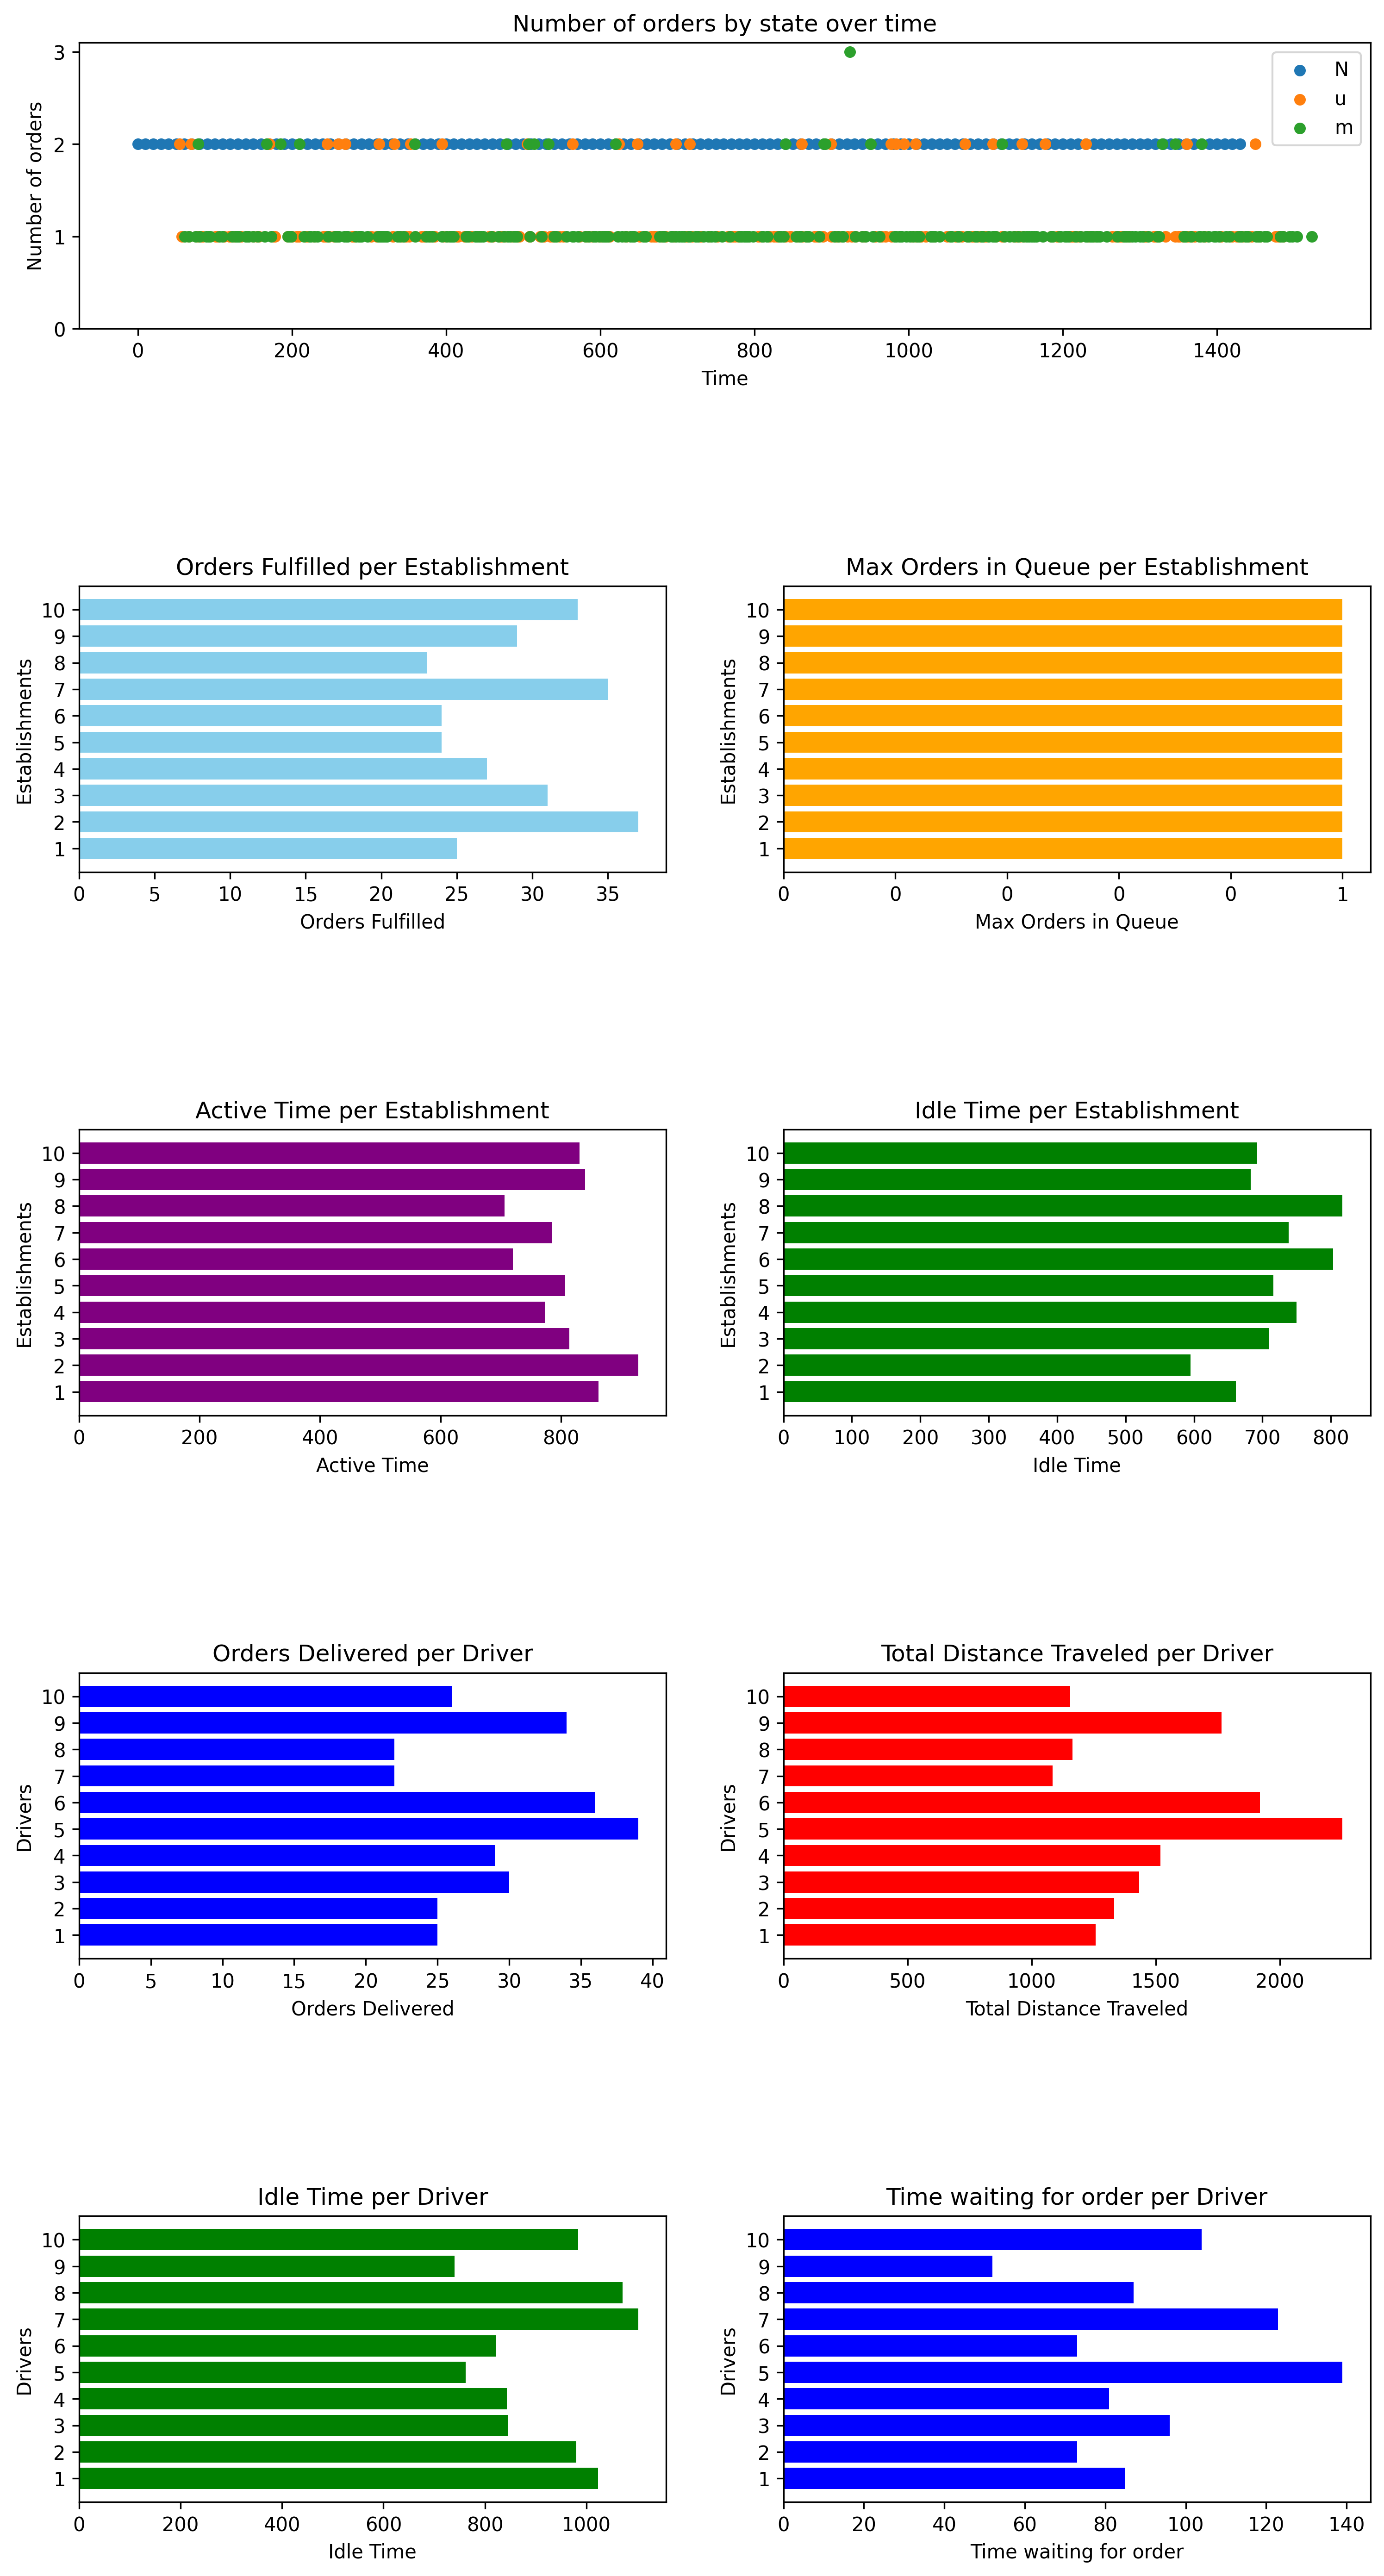 Number of orders by state over time
Number of orders
3
2
1
0
N
u
m
0 200 400 600 800 1000 1200 1400
Time
Orders Fulfilled per Establishment
Establishments
10
9
8
7
6
5
4
3
2
1
0 5 10 15 20 25 30 35
Orders Fulfilled
Max Orders in Queue per Establishment
Establishments
10
9
8
7
6
5
4
3
2
1
0 0 0 0 0 1
Max Orders in Queue
Active Time per Establishment
Establishments
10
9
8
7
6
5
4
3
2
1
0 200 400 600 800
Active Time
Idle Time per Establishment
Establishments
10
9
8
7
6
5
4
3
2
1
0 100 200 300 400 500 600 700 800
Idle Time
Orders Delivered per Driver
Drivers
10
9
8
7
6
5
4
3
2
1
0 5 10 15 20 25 30 35 40
Orders Delivered
Total Distance Traveled per Driver
Drivers
10
9
8
7
6
5
4
3
2
1
0 500 1000 1500 2000
Total Distance Traveled
Idle Time per Driver
Drivers
10
9
8
7
6
5
4
3
2
1
0 200 400 600 800 1000
Idle Time
Time waiting for order per Driver
Drivers
10
9
8
7
6
5
4
3
2
1
0 20 40 60 80 100 120 140
Time waiting for order